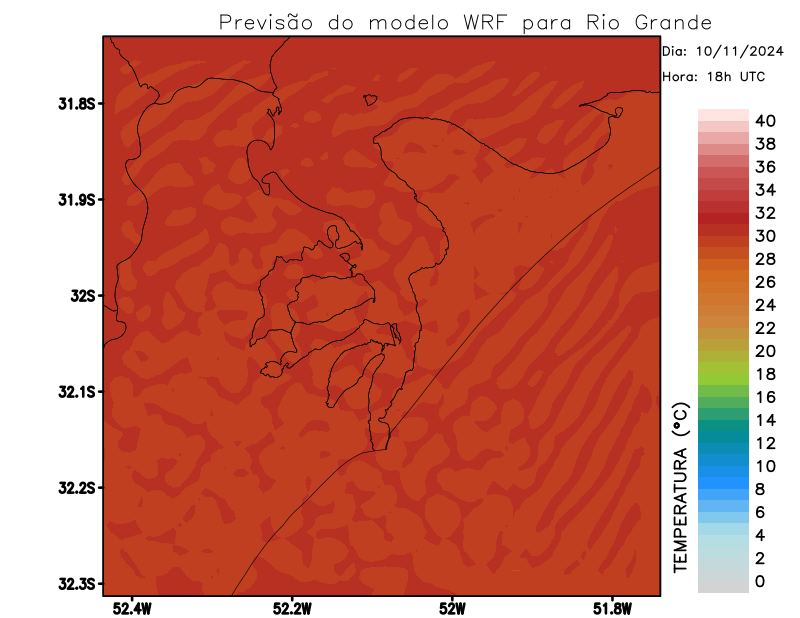 Previsão do modelo WRF para Rio Grande
Dia: 10/11/2024
Hora: 18h UTC
31.8S
31.9S
32S
32.1S
32.2S
32.3S
52.4W
52.2W
52W
51.8W
TEMPERATURA (°C)
40
38
36
34
32
30
28
26
24
22
20
18
16
14
12
10
8
6
4
2
0